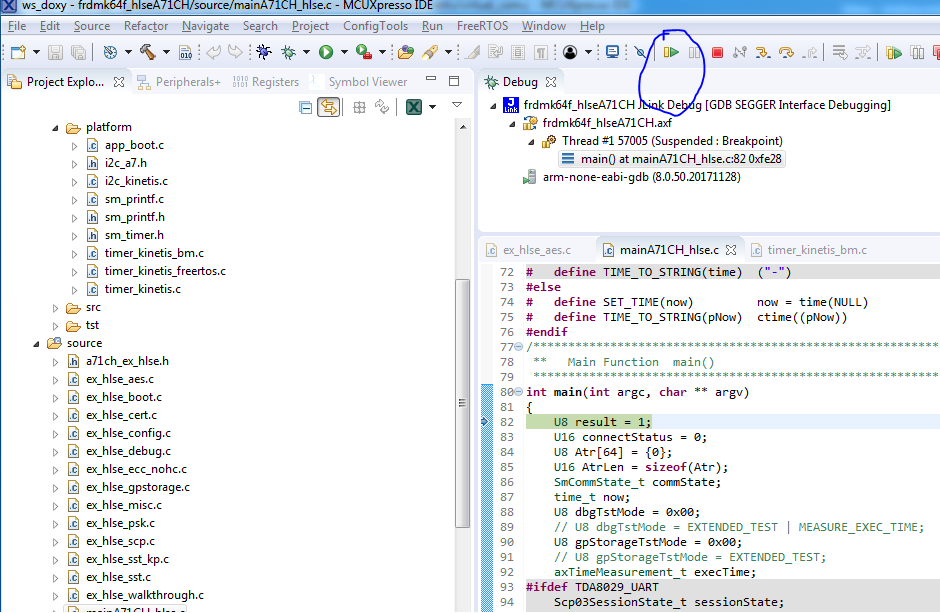 ws_doxy - frdmk64f_hlseA71CH/source/mainA71CH_hlse.c - MCUXpresso IDE
File Edit Source Refactor Navigate Search Project ConfigTools Run FreeRTOS Window Help
Project Explo... Peripherals+ Registers Symbol Viewer
platform
app_boot.c
i2c_a7.h
i2c_kinetis.c
sm_printf.c
sm_printf.h
sm_timer.h
timer_kinetis_bm.c
timer_kinetis_freertos.c
timer_kinetis.c
src
tst
source
a71ch_ex_hlse.h
ex_hlse_aes.c
ex_hlse_boot.c
ex_hlse_cert.c
ex_hlse_config.c
ex_hlse_debug.c
ex_hlse_ecc_nohc.c
ex_hlse_gpstorage.c
ex_hlse_misc.c
ex_hlse_psk.c
ex_hlse_scp.c
ex_hlse_sst_kp.c
ex_hlse_sst.c
ex_hlse_walkthrough.c
mainA71CH_hlse.c
Debug
frdmk64f_hlseA71CH JLink Debug [GDB SEGGER Interface Debugging]
frdmk64f_hlseA71CH.axf
Thread #1 57005 (Suspended : Breakpoint)
main() at mainA71CH_hlse.c:82 0xfe28
arm-none-eabi-gdb (8.0.50.20171128)
ex_hlse_aes.c mainA71CH_hlse.c timer_kinetis_bm.c
72 # define TIME_TO_STRING(time) ("-")
73 #else
74 # define SET_TIME(now) now = time(NULL)
75 # define TIME_TO_STRING(pNow) ctime((pNow))
76 #endif
77 /**********************************************************
78 ** Main Function main()
79 **********************************************************
80 int main(int argc, char ** argv)
81 {
82 U8 result = 1;
83 U16 connectStatus = 0;
84 U8 Atr[64] = {0};
85 U16 AtrLen = sizeof(Atr);
86 SmCommState_t commState;
87 time_t now;
88 U8 dbgTstMode = 0x00;
89 // U8 dbgTstMode = EXTENDED_TEST | MEASURE_EXEC_TIME;
90 U8 gpStorageTstMode = 0x00;
91 // U8 gpStorageTstMode = EXTENDED_TEST;
92 axTimeMeasurement_t execTime;
93 #ifdef TDA8029_UART
94 Scp03SessionState_t sessionState;